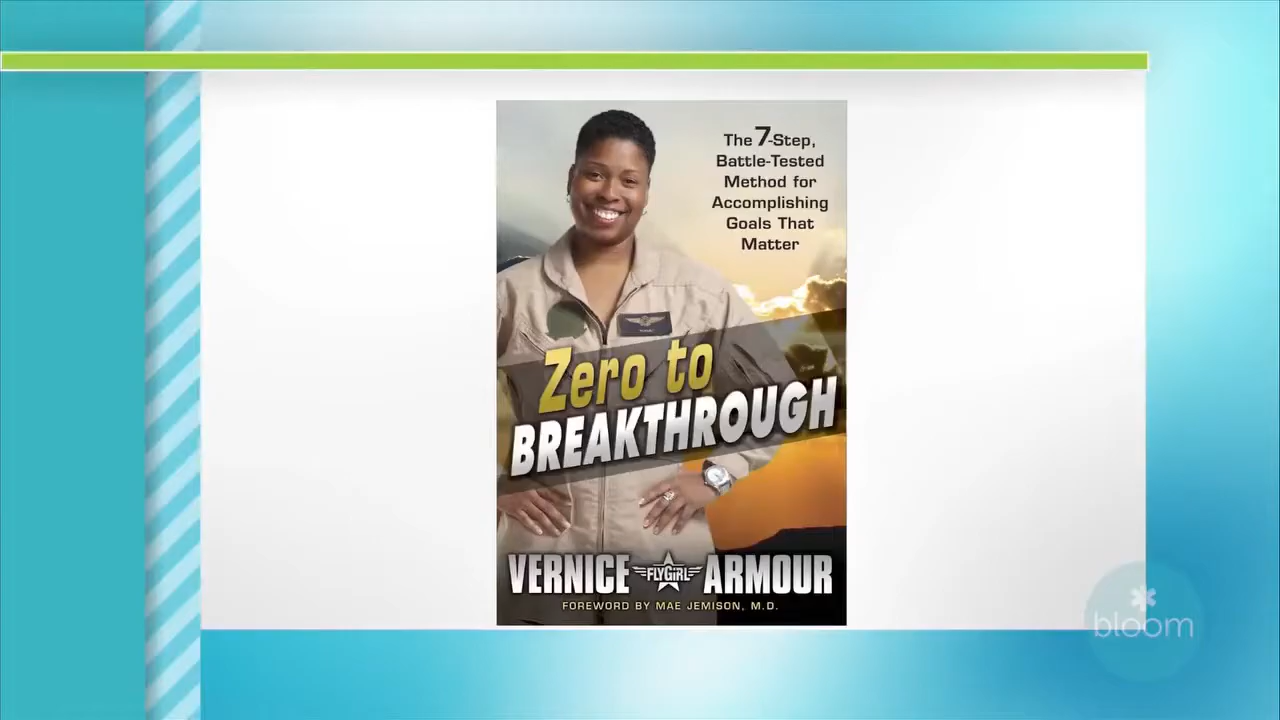 The 7-Step,
Battle-Tested
Method for
Accomplishing
Goals That
Matter
Zero to
BREAKTHROUGH
VERNICE FLYGIRL ARMOUR
FOREWORD BY MAE JEMISON, M.D.
bloom